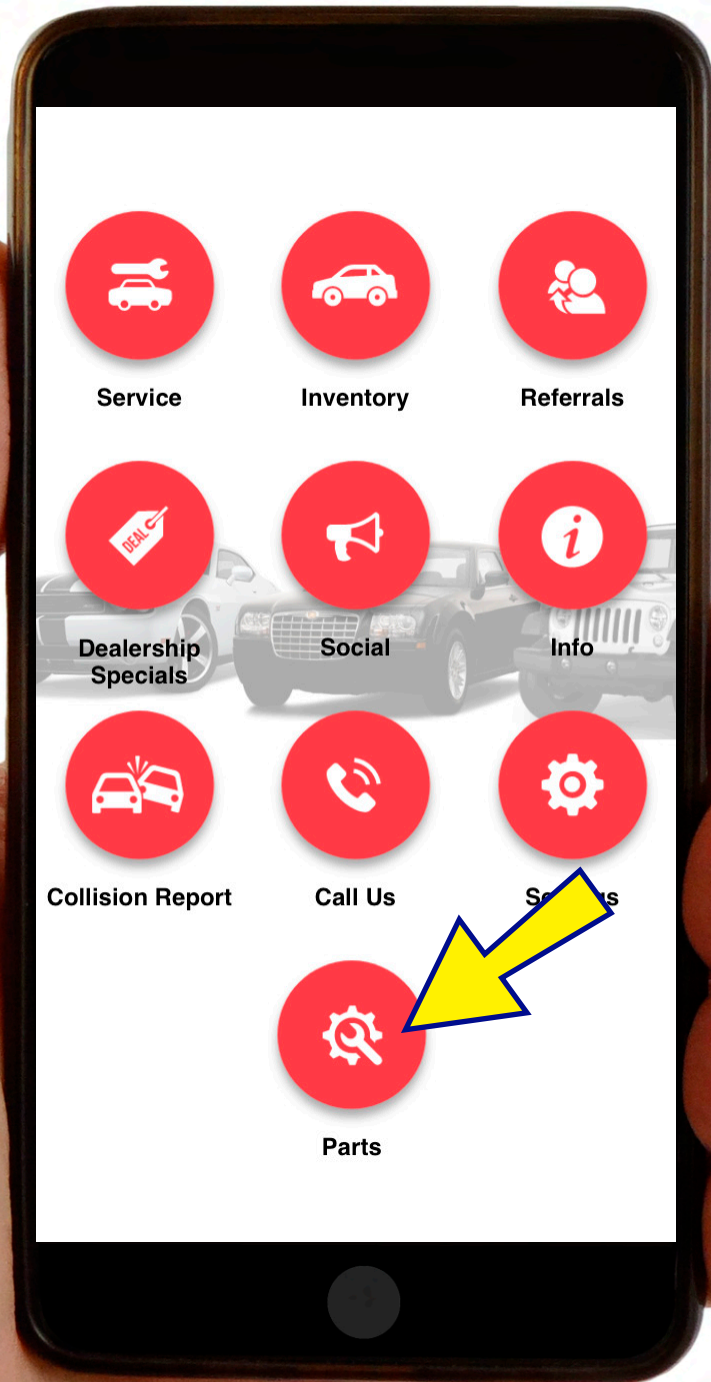 Service
Inventory
Referrals
DEAL
Dealership
Specials
Social
Info
Collision Report
Call Us
Parts